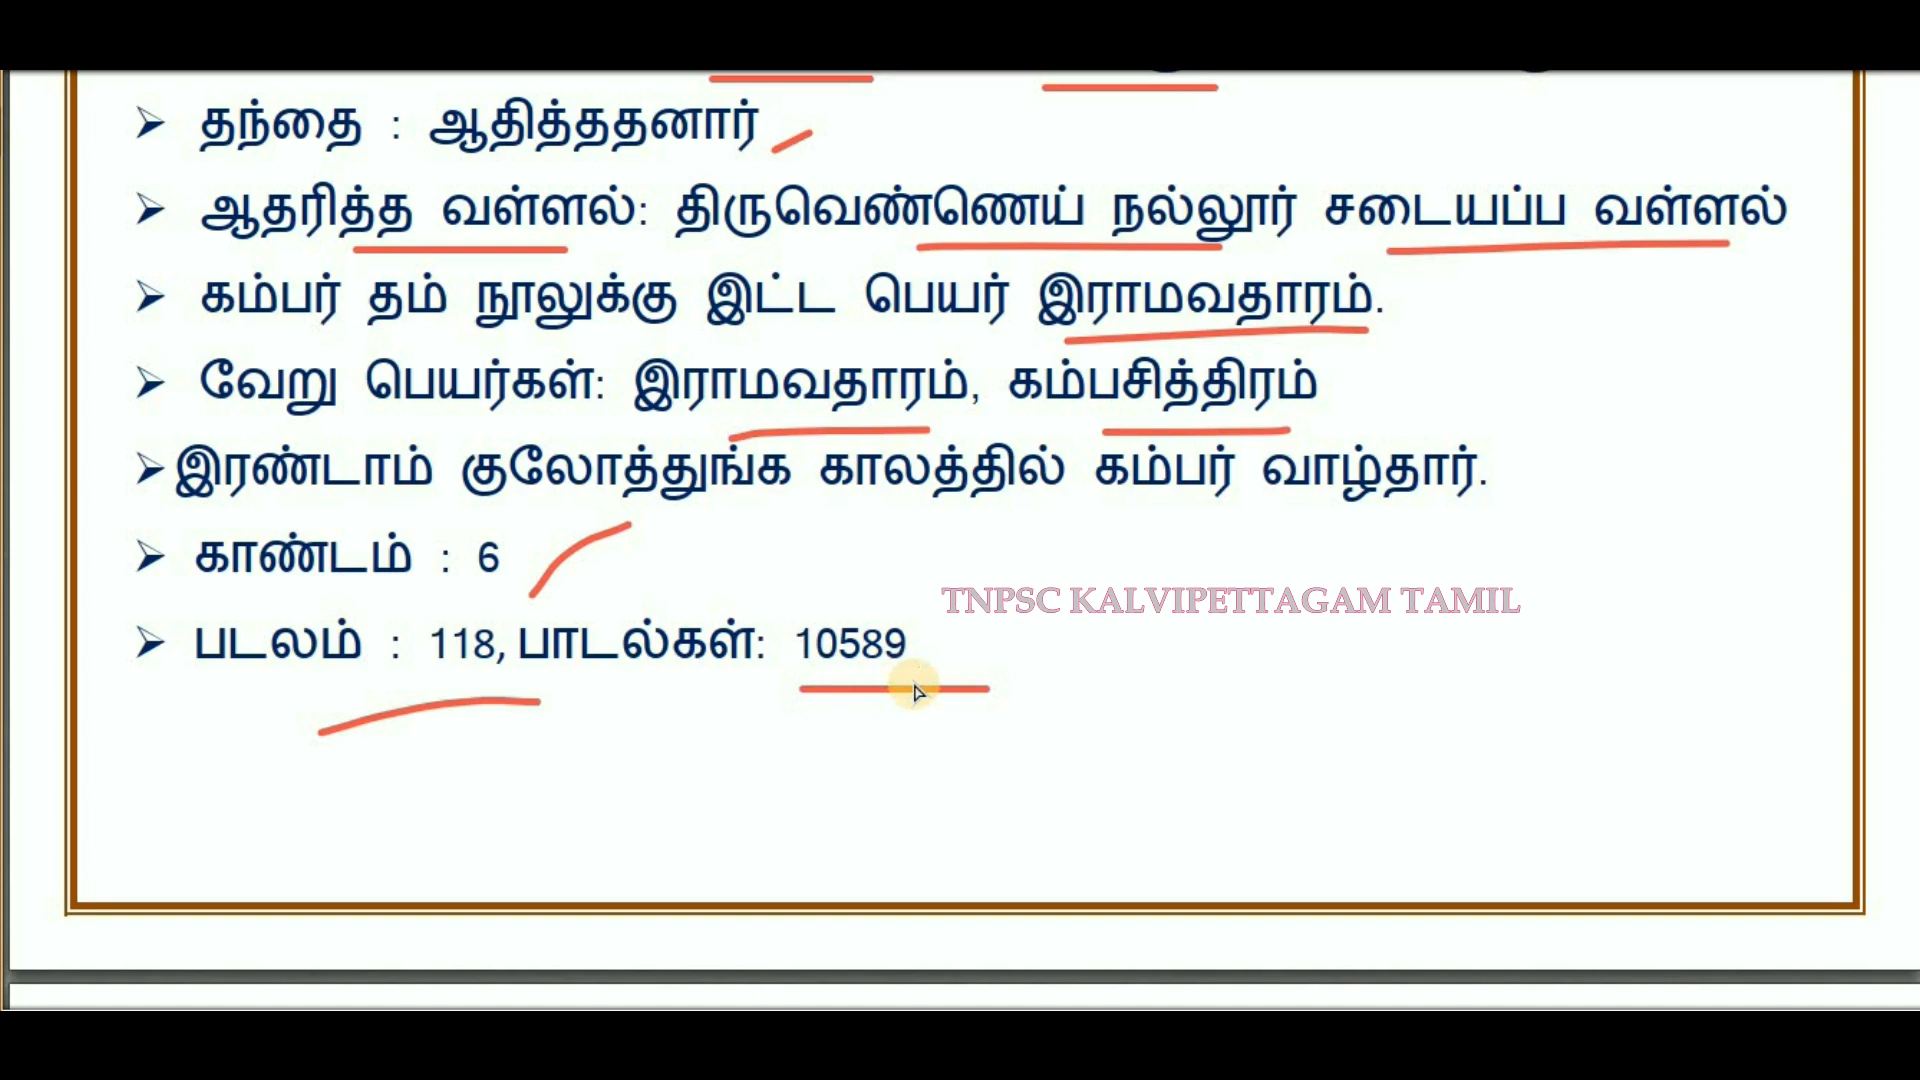 ➤ தந்தை : ஆதித்ததனார்
➤ ஆதரித்த வள்ளல்: திருவெண்ணெய் நல்லூர் சடையப்ப வள்ளல்
➤ கம்பர் தம் நூலுக்கு இட்ட பெயர் இராமவதாரம்.
➤ வேறு பெயர்கள்: இராமவதாரம், கம்பசித்திரம்
➤இரண்டாம் குலோத்துங்க காலத்தில் கம்பர் வாழ்தார்.
➤ காண்டம் : 6
TNPSC KALVIPETTAGAM TAMIL
➤ படலம் : 118, பாடல்கள்: 10589